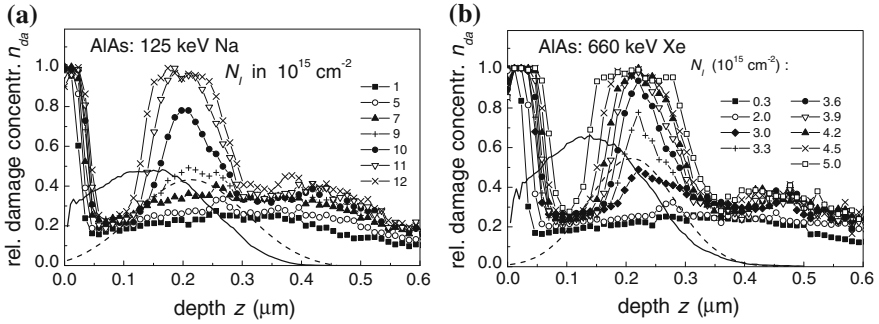 (a)
AlAs: 125 keV Na
N_I in 10^15 cm^-2
1
5
7
9
10
11
12
rel. damage concentr. n_da
1.0
0.8
0.6
0.4
0.2
0.0
0.0 0.1 0.2 0.3 0.4 0.5 0.6
depth z (μm)
(b)
AlAs: 660 keV Xe
N_I (10^15 cm^-2) :
0.3 3.6
2.0 3.9
3.0 4.2
3.3 4.5
5.0
rel. damage concentr. n_da
1.0
0.8
0.6
0.4
0.2
0.0
0.0 0.1 0.2 0.3 0.4 0.5 0.6
depth z (μm)